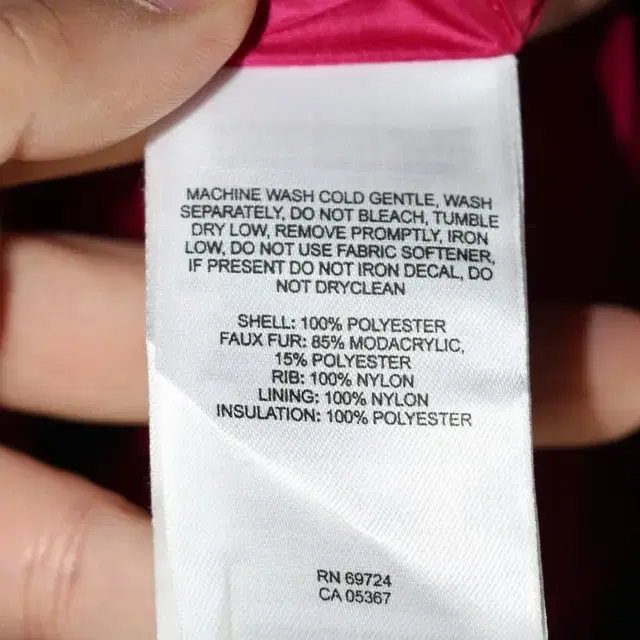 MACHINE WASH COLD GENTLE, WASH
SEPARATELY, DO NOT BLEACH, TUMBLE
DRY LOW, REMOVE PROMPTLY, IRON
LOW, DO NOT USE FABRIC SOFTENER,
IF PRESENT DO NOT IRON DECAL, DO
NOT DRYCLEAN
SHELL: 100% POLYESTER
FAUX FUR: 85% MODACRYLIC,
15% POLYESTER
RIB: 100% NYLON
LINING: 100% NYLON
INSULATION: 100% POLYESTER
RN 69724
CA 05367